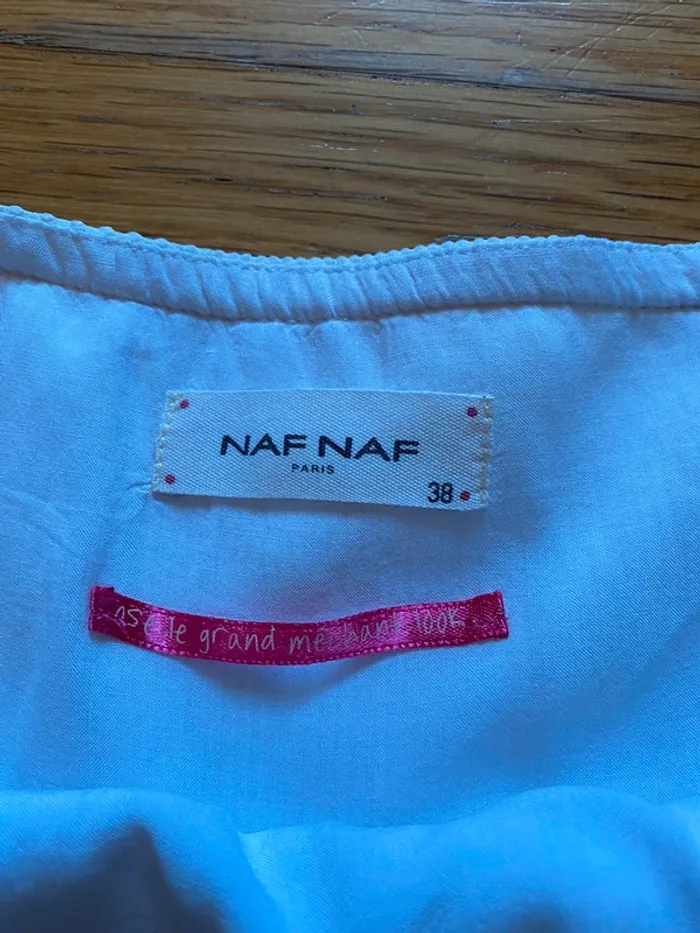 NAF NAF
PARIS
38
ose le grand méchant look